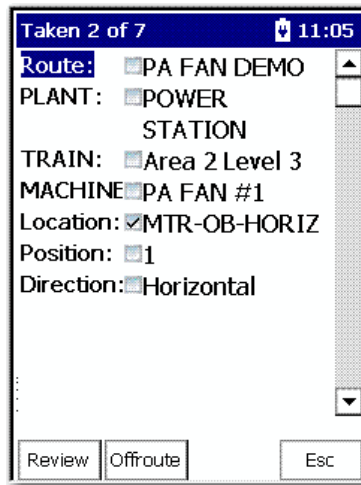 Taken 2 of 7 11:05
Route: PA FAN DEMO
PLANT: POWER
STATION
TRAIN: Area 2 Level 3
MACHINE PA FAN #1
Location: MTR-OB-HORIZ
Position: 1
Direction: Horizontal
Review Offroute Esc